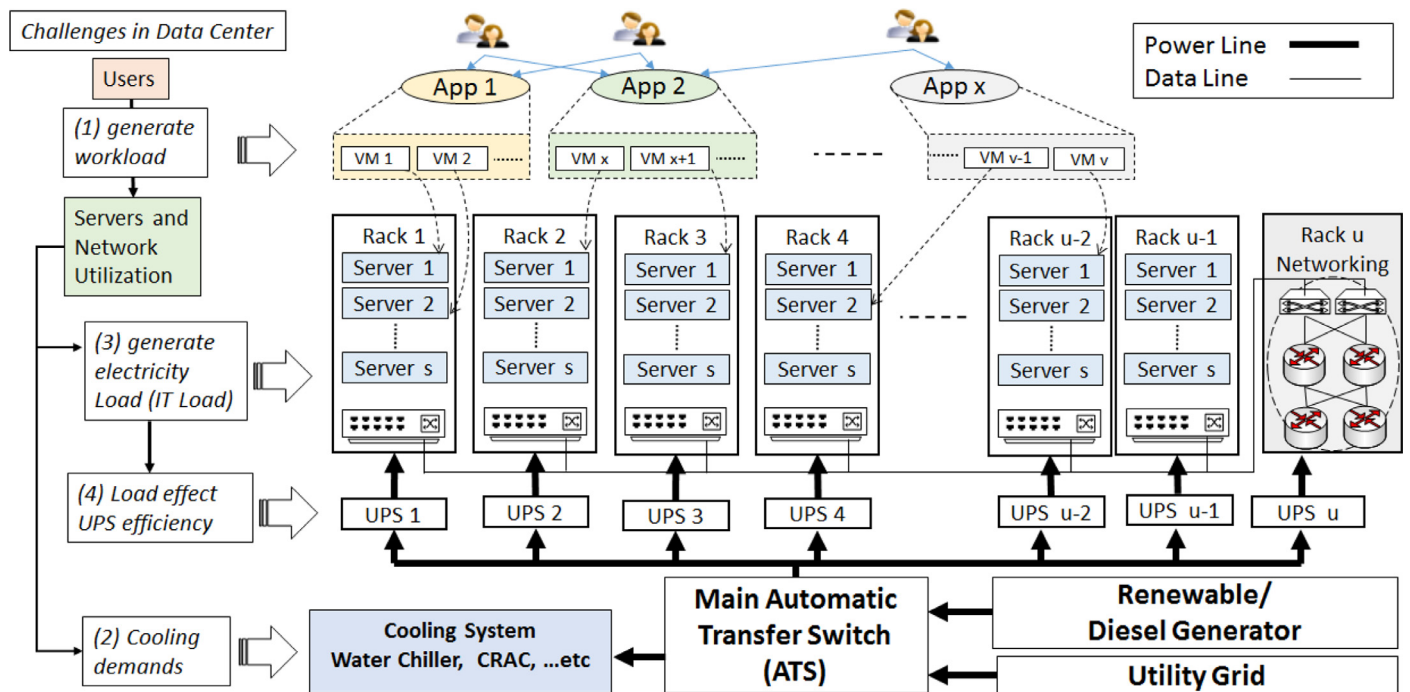 Challenges in Data Center
Users
(1) generate
workload
Servers and
Network
Utilization
(3) generate
electricity
Load (IT Load)
(4) Load effect
UPS efficiency
(2) Cooling
demands
Power Line
Data Line
App 1
App 2
App x
VM 1
VM 2
VM x
VM x+1
VM v-1
VM v
Rack 1
Server 1
Server 2
Server s
Rack 2
Server 1
Server 2
Server s
Rack 3
Server 1
Server 2
Server s
Rack 4
Server 1
Server 2
Server s
Rack u-2
Server 1
Server 2
Server s
Rack u-1
Server 1
Server 2
Server s
Rack u
Networking
UPS 1
UPS 2
UPS 3
UPS 4
UPS u-2
UPS u-1
UPS u
Cooling System
Water Chiller, CRAC, ...etc
Main Automatic
Transfer Switch
(ATS)
Renewable/
Diesel Generator
Utility Grid